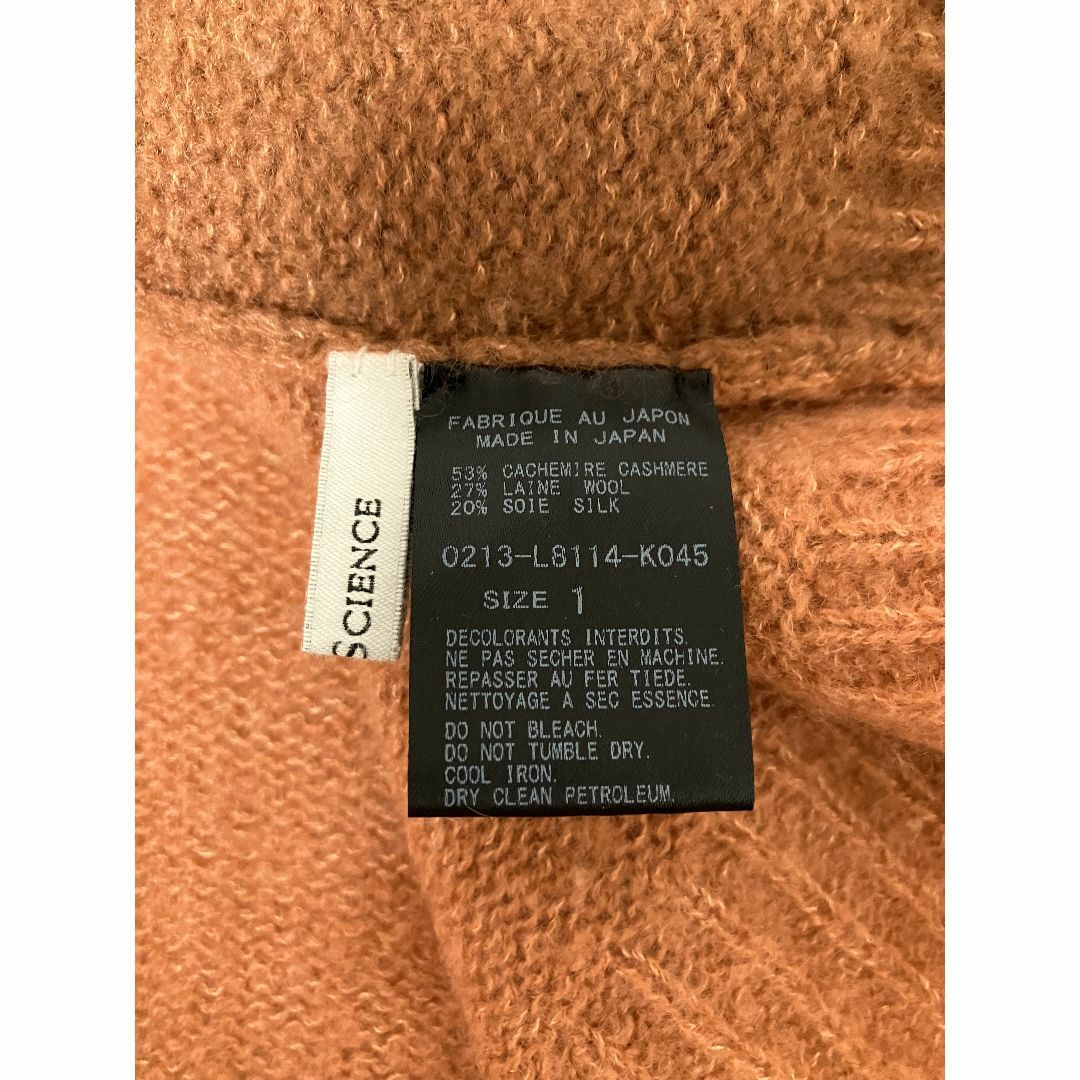 SCIENCE
FABRIQUE AU JAPON
MADE IN JAPAN
53% CACHEMIRE CASHMERE
27% LAINE WOOL
20% SOIE SILK
0213-L8114-K045
SIZE 1
DECOLORANTS INTERDITS.
NE PAS SECHER EN MACHINE.
REPASSER AU FER TIEDE.
NETTOYAGE A SEC ESSENCE.
DO NOT BLEACH.
DO NOT TUMBLE DRY.
COOL IRON.
DRY CLEAN PETROLEUM.